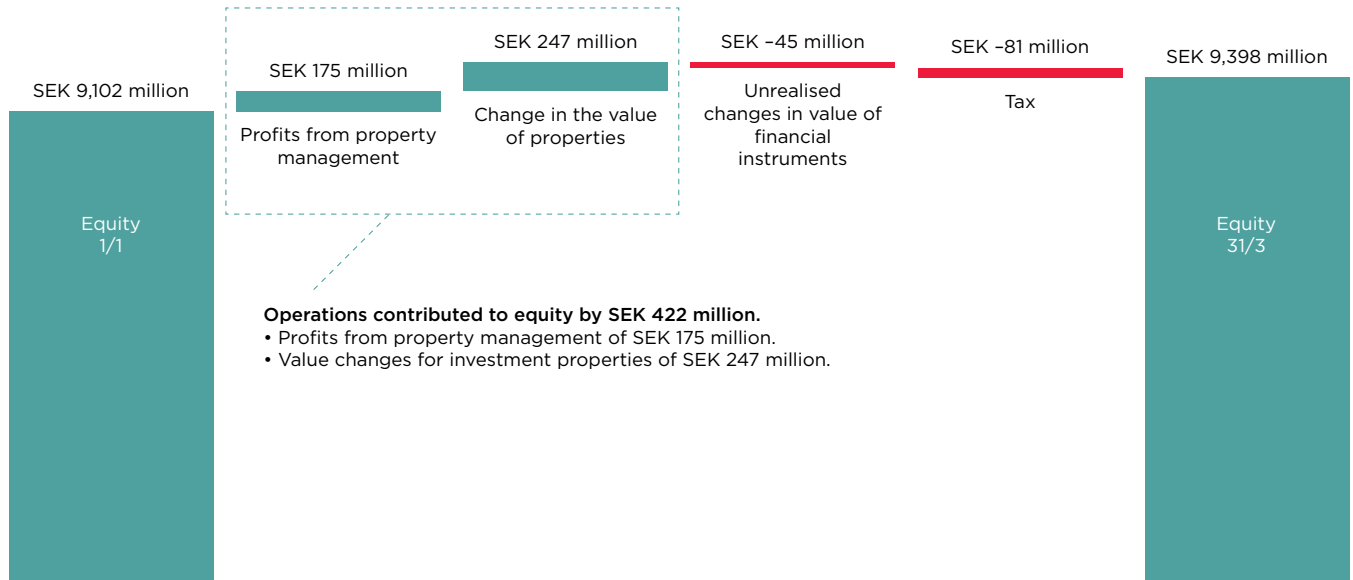 SEK 9,102 million
Equity
1/1
SEK 175 million
Profits from property
management
SEK 247 million
Change in the value
of properties
SEK –45 million
Unrealised
changes in value of
financial
instruments
SEK –81 million
Tax
SEK 9,398 million
Equity
31/3
Operations contributed to equity by SEK 422 million.
• Profits from property management of SEK 175 million.
• Value changes for investment properties of SEK 247 million.